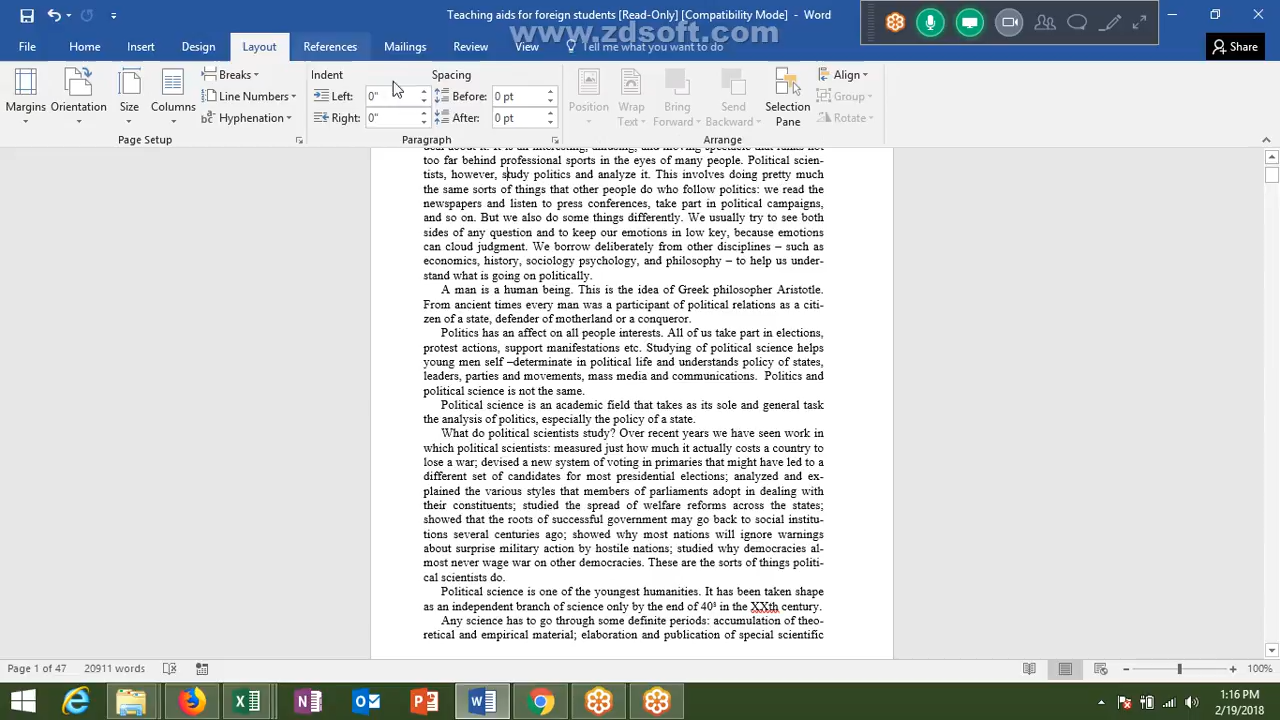 Teaching aids for foreign students [Read-Only] [Compatibility Mode] - Word
www.zdsoft.com
File Home Insert Design Layout References Mailings Review View Tell me what you want to do Share
Indent Spacing
Breaks Align
Left: 0" Before: 0 pt
Line Numbers Group
Margins Orientation Size Columns Position Wrap Text Bring Forward Send Backward Selection Pane
Hyphenation Right: 0" After: 0 pt Rotate
Page Setup Paragraph Arrange
too far behind professional sports in the eyes of many people. Political scien-
tists, however, study politics and analyze it. This involves doing pretty much
the same sorts of things that other people do who follow politics: we read the
newspapers and listen to press conferences, take part in political campaigns,
and so on. But we also do some things differently. We usually try to see both
sides of any question and to keep our emotions in low key, because emotions
can cloud judgment. We borrow deliberately from other disciplines – such as
economics, history, sociology psychology, and philosophy – to help us under-
stand what is going on politically.
A man is a human being. This is the idea of Greek philosopher Aristotle.
From ancient times every man was a participant of political relations as a citi-
zen of a state, defender of motherland or a conqueror.
Politics has an affect on all people interests. All of us take part in elections,
protest actions, support manifestations etc. Studying of political science helps
young men self –determinate in political life and understands policy of states,
leaders, parties and movements, mass media and communications.  Politics and
political science is not the same.
Political science is an academic field that takes as its sole and general task
the analysis of politics, especially the policy of a state.
What do political scientists study? Over recent years we have seen work in
which political scientists: measured just how much it actually costs a country to
lose a war; devised a new system of voting in primaries that might have led to a
different set of candidates for most presidential elections; analyzed and ex-
plained the various styles that members of parliaments adopt in dealing with
their constituents; studied the spread of welfare reforms across the states;
showed that the roots of successful government may go back to social institu-
tions several centuries ago; showed why most nations will ignore warnings
about surprise military action by hostile nations; studied why democracies al-
most never wage war on other democracies. These are the sorts of things politi-
cal scientists do.
Political science is one of the youngest humanities. It has been taken shape
as an independent branch of science only by the end of 40³ in the XXth century.
Any science has to go through some definite periods: accumulation of theo-
retical and empirical material; elaboration and publication of special scientific
Page 1 of 47 20911 words 100%
1:16 PM
2/19/2018